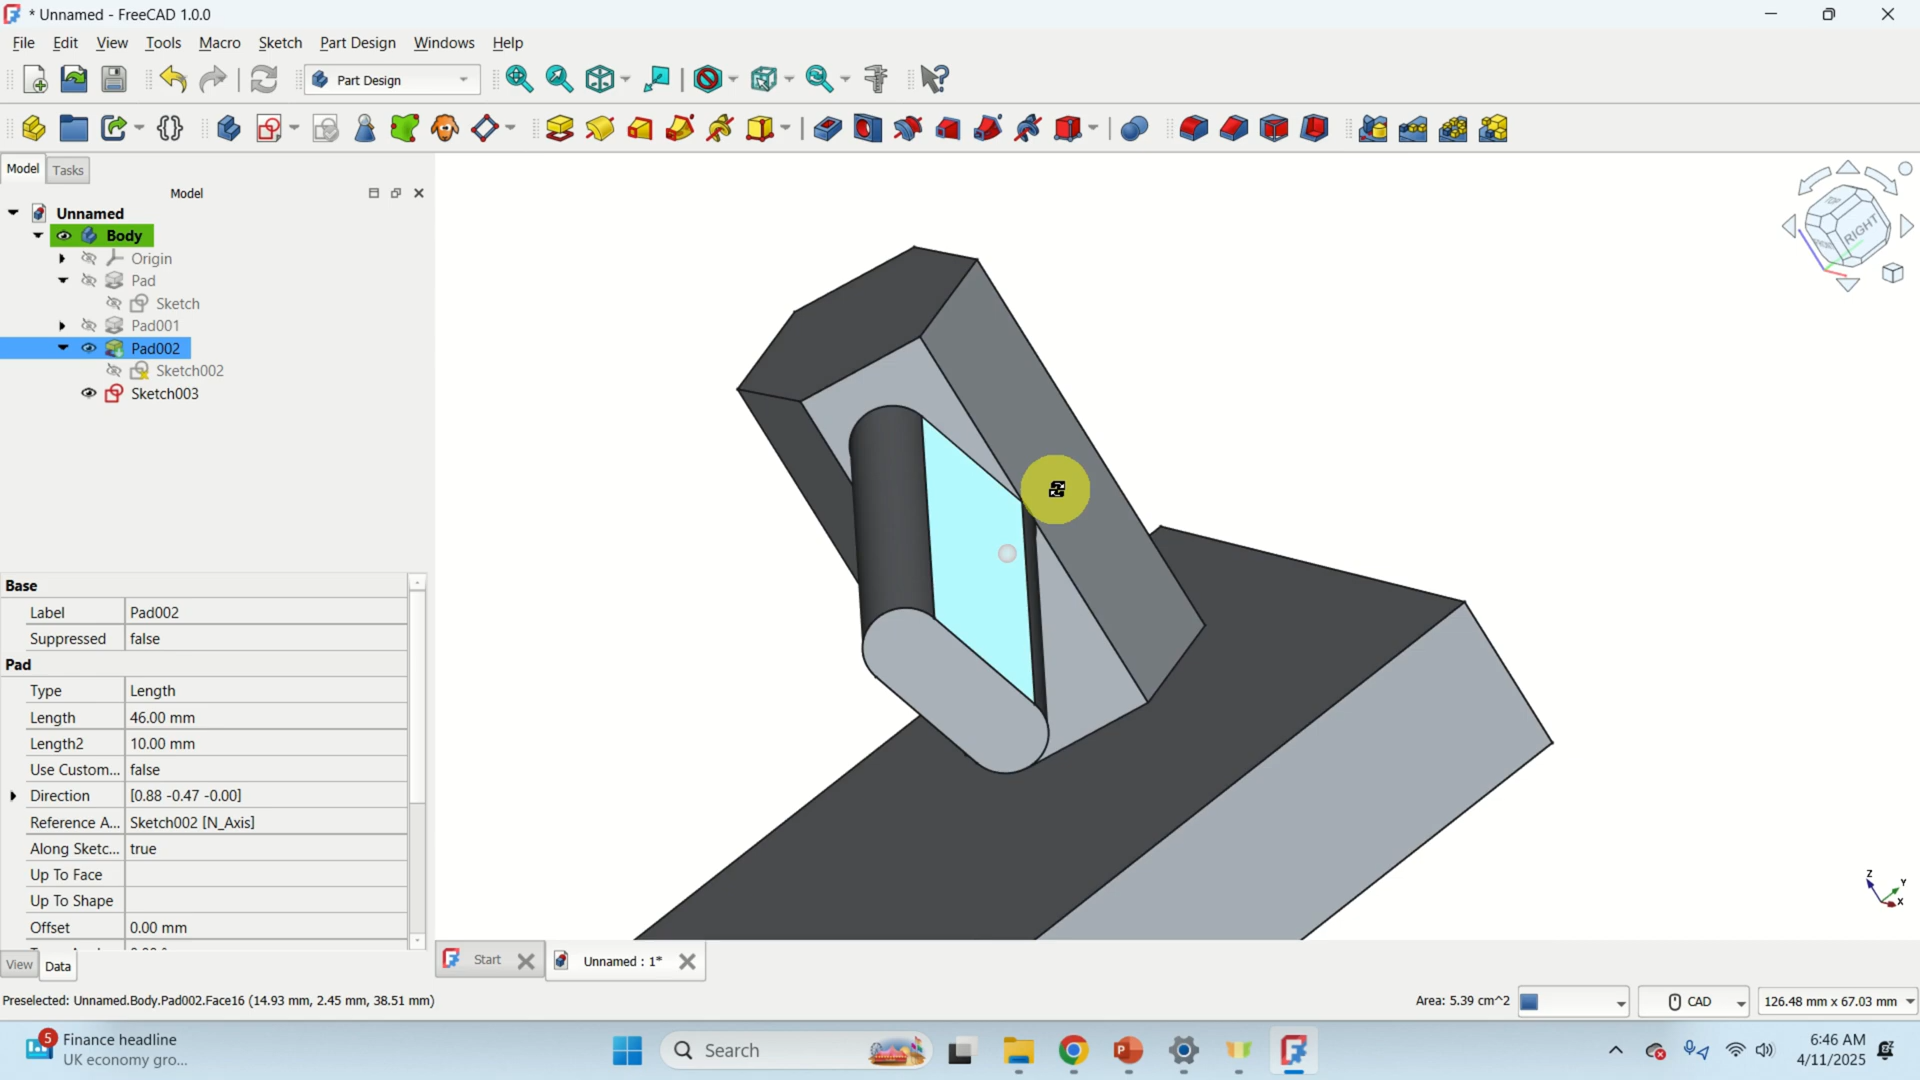 * Unnamed - FreeCAD 1.0.0
File Edit View Tools Macro Sketch Part Design Windows Help
Part Design
Model Tasks
Model
Unnamed
Body
Origin
Pad
Sketch
Pad001
Pad002
Sketch002
Sketch003
RIGHT
Base
Label Pad002
Suppressed false
Pad
Type Length
Length 46.00 mm
Length2 10.00 mm
Use Custom... false
Direction [0.88 -0.47 -0.00]
Reference A... Sketch002 [N_Axis]
Along Sketc... true
Up To Face
Up To Shape
Offset 0.00 mm
Z
Y
X
View Data
Start
Unnamed : 1*
Preselected: Unnamed.Body.Pad002.Face16 (14.93 mm, 2.45 mm, 38.51 mm)
Area: 5.39 cm^2
CAD
126.48 mm x 67.03 mm
5
Finance headline
UK economy gro...
Search
6:46 AM
4/11/2025